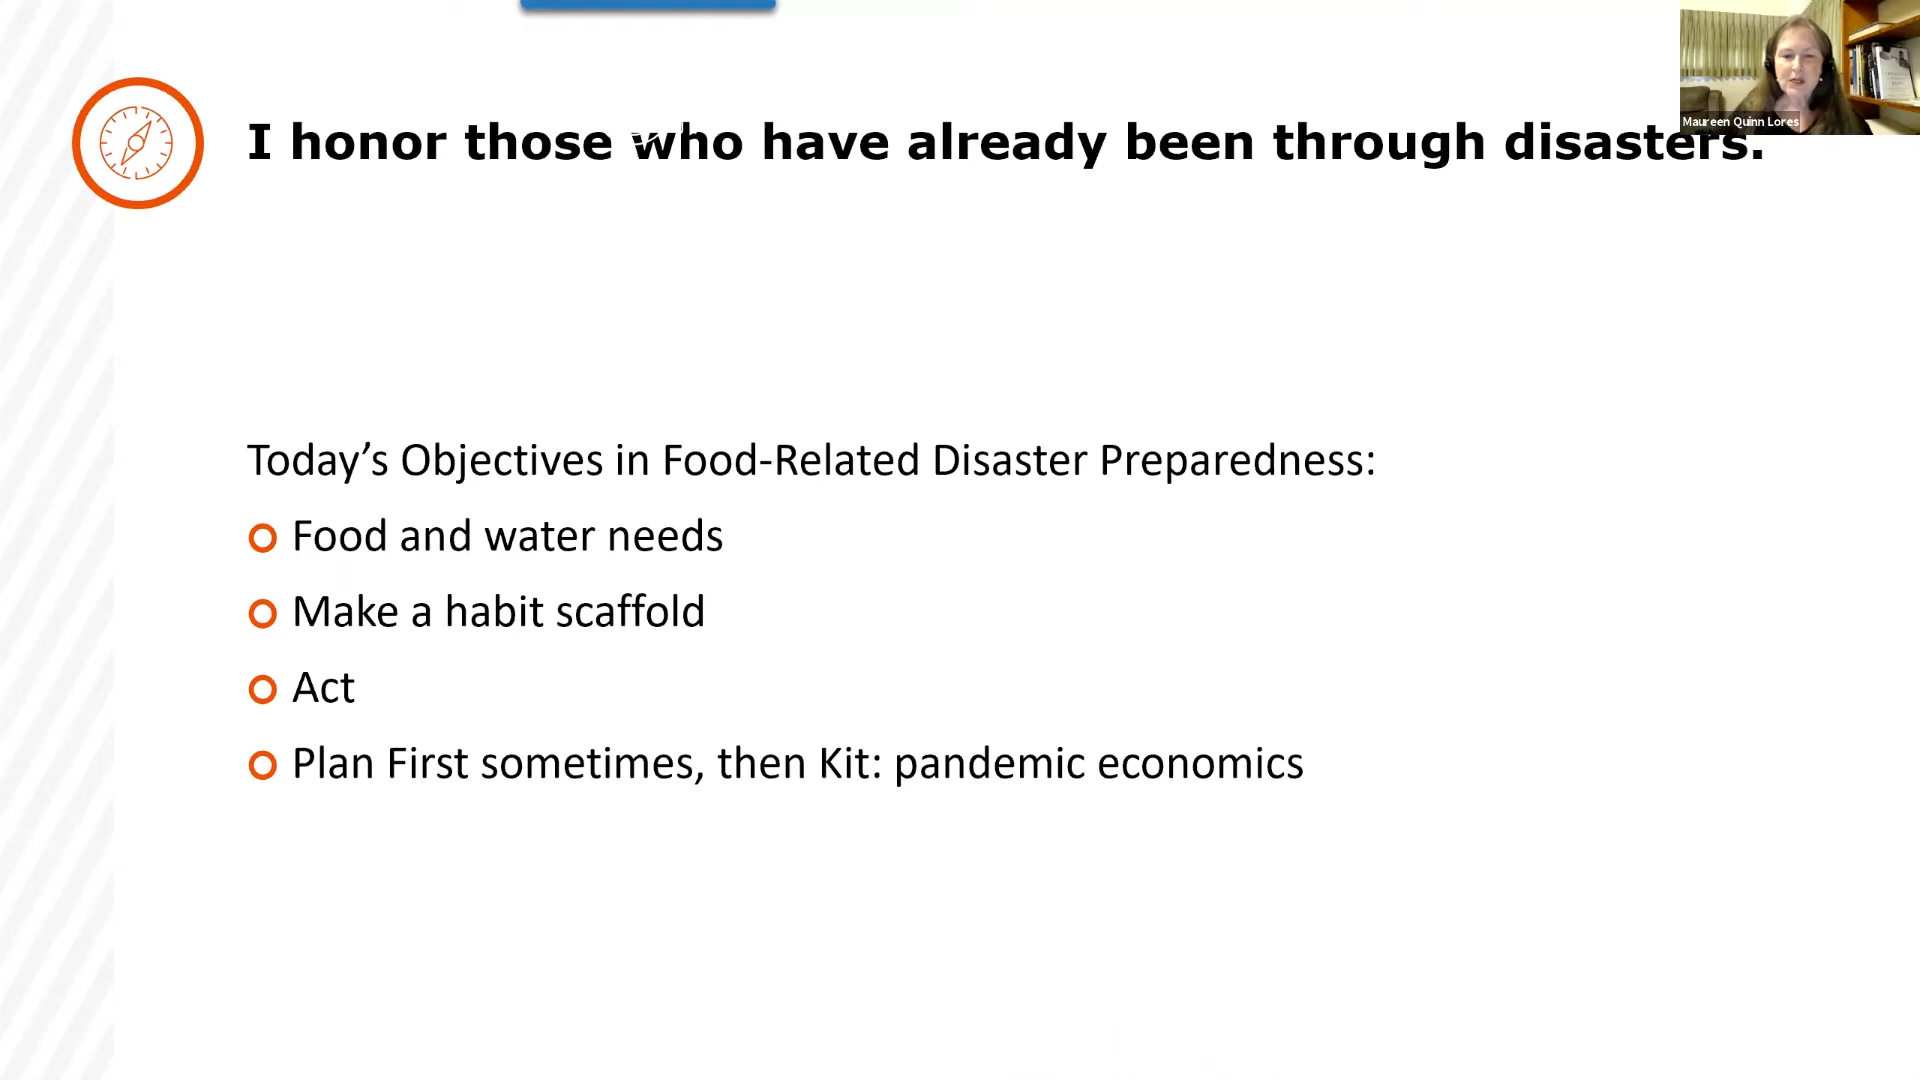 I honor those who have already been through disasters.
Maureen Quinn Lores
Today’s Objectives in Food-Related Disaster Preparedness:
Food and water needs
Make a habit scaffold
Act
Plan First sometimes, then Kit: pandemic economics